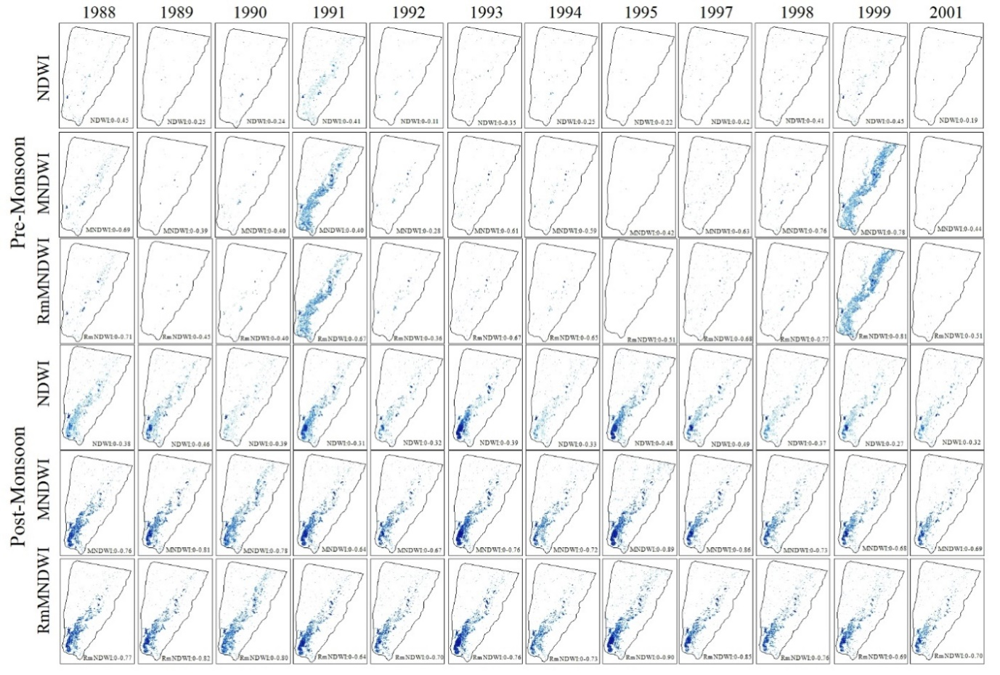 1988 1989 1990 1991 1992 1993 1994 1995 1997 1998 1999 2001
Pre-Monsoon
NDWI
NDWI:0-0.45 NDWI:0-0.25 NDWI:0-0.24 NDWI:0-0.41 NDWI:0-0.11 NDWI:0-0.35 NDWI:0-0.25 NDWI:0-0.22 NDWI:0-0.42 NDWI:0-0.41 NDWI:0-0.45 NDWI:0-0.19
MNDWI
MNDWI:0-0.69 MNDWI:0-0.39 MNDWI:0-0.40 MNDWI:0-0.40 MNDWI:0-0.28 MNDWI:0-0.61 MNDWI:0-0.59 MNDWI:0-0.42 MNDWI:0-0.63 MNDWI:0-0.76 MNDWI:0-0.78 MNDWI:0-0.44
RmMNDWI
RmNDWI:0-0.71 RmNDWI:0-0.45 RmNDWI:0-0.40 RmNDWI:0-0.67 RmNDWI:0-0.36 RmNDWI:0-0.67 RmNDWI:0-0.65 RmNDWI:0-0.51 RmNDWI:0-0.68 RmNDWI:0-0.77 RmNDWI:0-0.81 RmNDWI:0-0.51
Post-Monsoon
NDWI
NDWI:0-0.38 NDWI:0-0.46 NDWI:0-0.39 NDWI:0-0.31 NDWI:0-0.32 NDWI:0-0.39 NDWI:0-0.33 NDWI:0-0.48 NDWI:0-0.49 NDWI:0-0.37 NDWI:0-0.27 NDWI:0-0.32
MNDWI
MNDWI:0-0.76 MNDWI:0-0.81 MNDWI:0-0.78 MNDWI:0-0.64 MNDWI:0-0.67 MNDWI:0-0.76 MNDWI:0-0.72 MNDWI:0-0.89 MNDWI:0-0.86 MNDWI:0-0.73 MNDWI:0-0.68 MNDWI:0-0.69
RmMNDWI
RmNDWI:0-0.77 RmNDWI:0-0.82 RmNDWI:0-0.80 RmNDWI:0-0.64 RmNDWI:0-0.70 RmNDWI:0-0.76 RmNDWI:0-0.73 RmNDWI:0-0.90 RmNDWI:0-0.85 RmNDWI:0-0.76 RmNDWI:0-0.69 RmNDWI:0-0.70